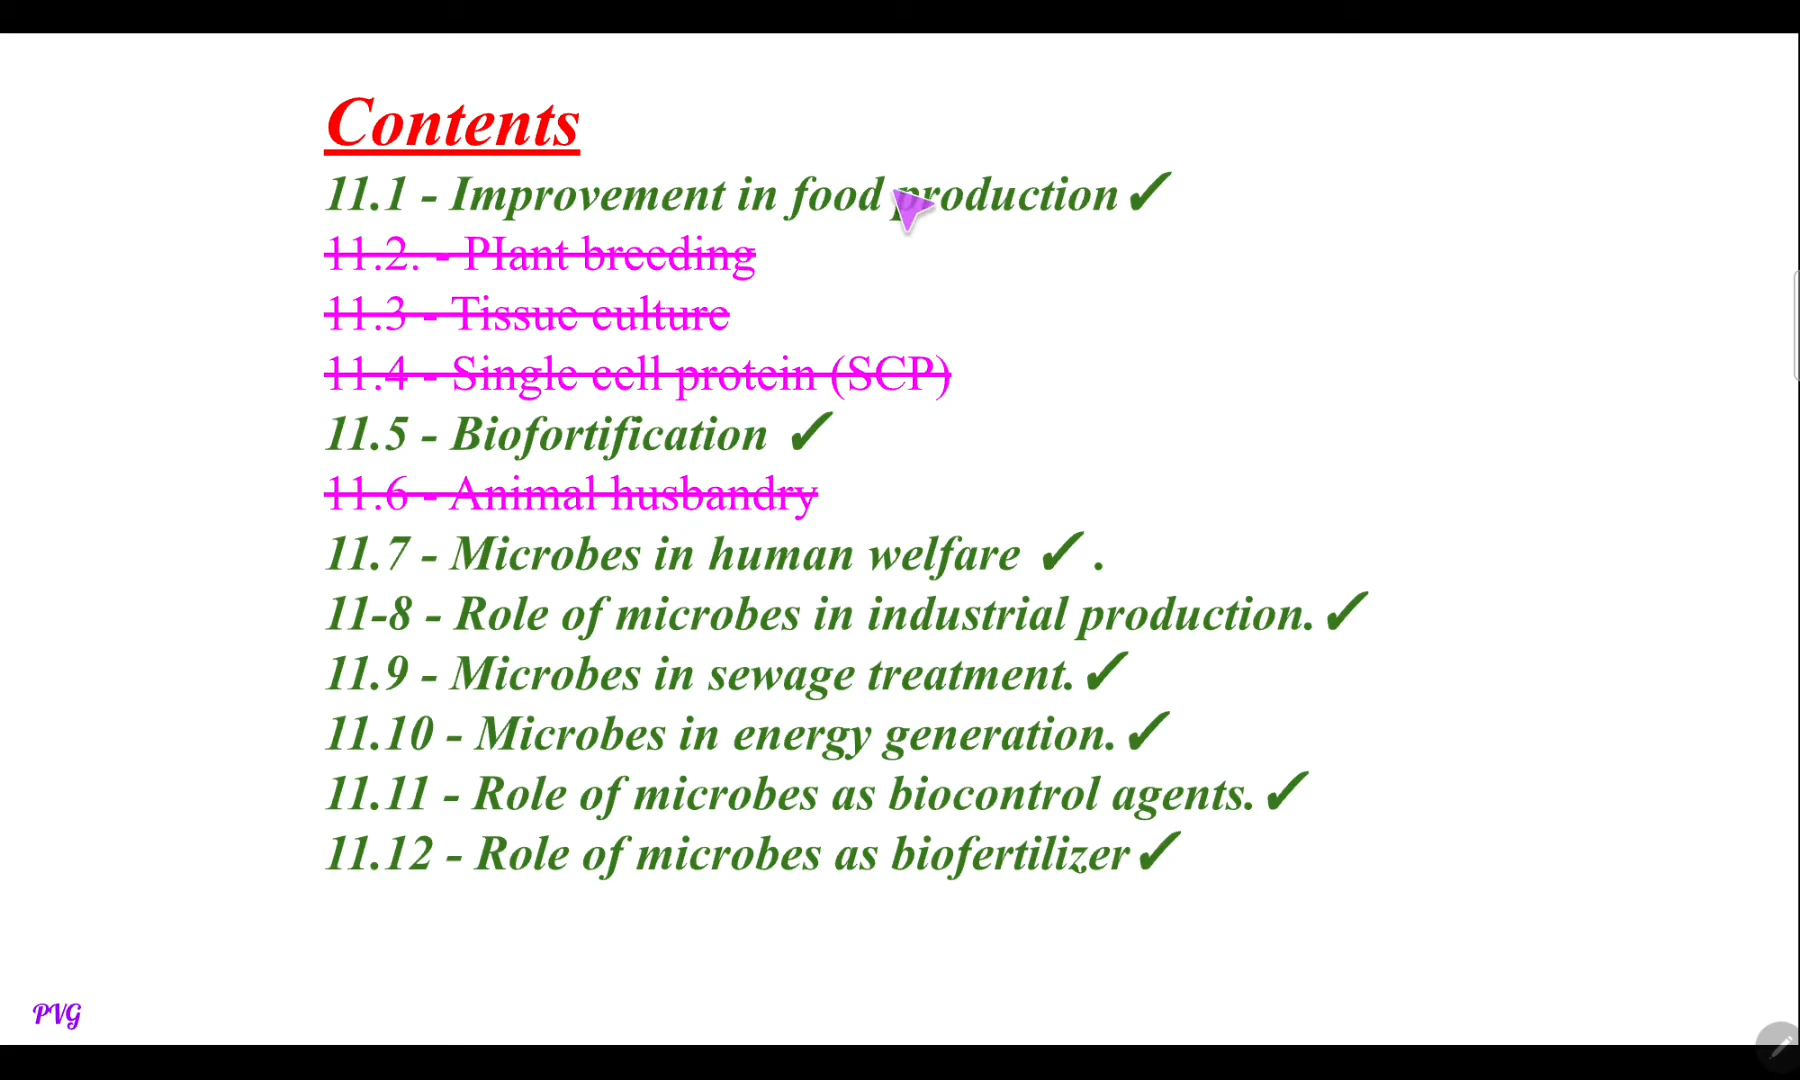 Contents
11.1 - Improvement in food production✓
11.2. - PIant breeding
11.3 - Tissue culture
11.4 - Single cell protein (SCP)
11.5 - Biofortification ✓
11.6 - Animal husbandry
11.7 - Microbes in human welfare ✓ .
11-8 - Role of microbes in industrial production.✓
11.9 - Microbes in sewage treatment.✓
11.10 - Microbes in energy generation.✓
11.11 - Role of microbes as biocontrol agents.✓
11.12 - Role of microbes as biofertilizer✓
PVG